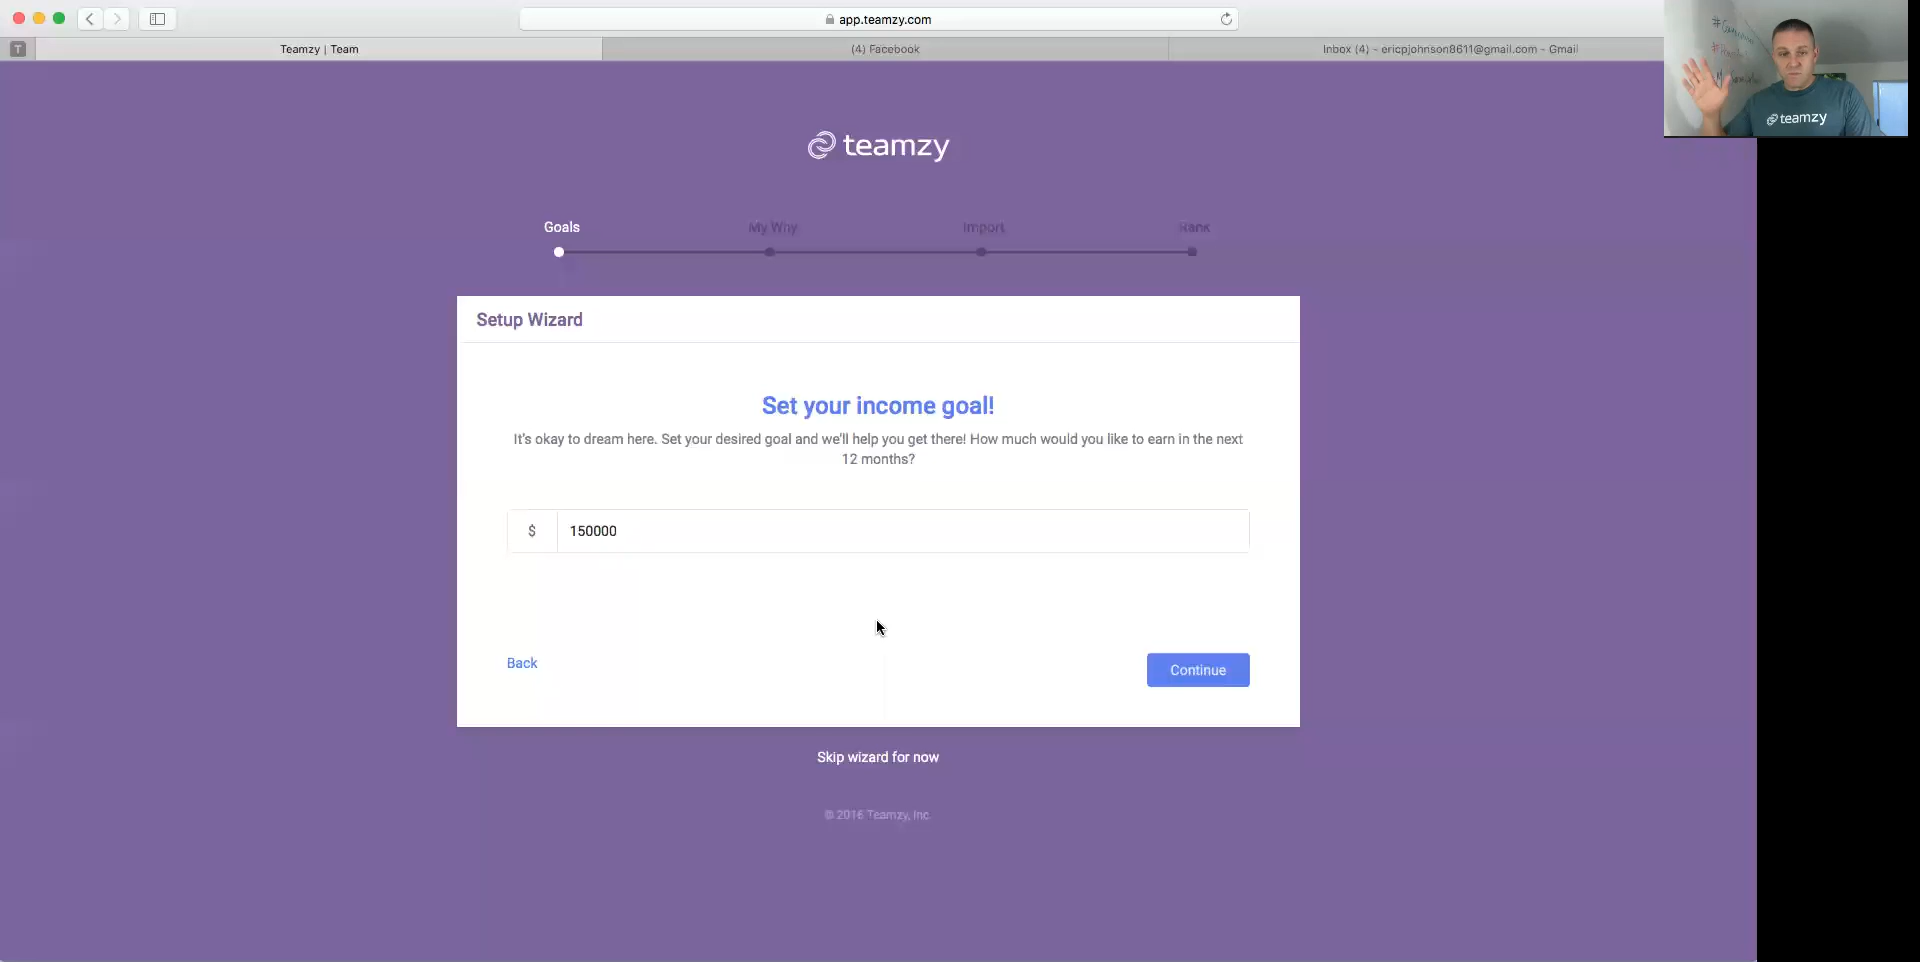 app.teamzy.com
T
Teamzy | Team
(4) Facebook
Inbox (4) - ericpjohnson8611@gmail.com - Gmail
teamzy
teamzy
Goals
My Why
Import
Rank
Setup Wizard
Set your income goal!
It's okay to dream here. Set your desired goal and we'll help you get there! How much would you like to earn in the next
12 months?
$ 150000
Back
Continue
Skip wizard for now
© 2016 Teamzy, Inc.